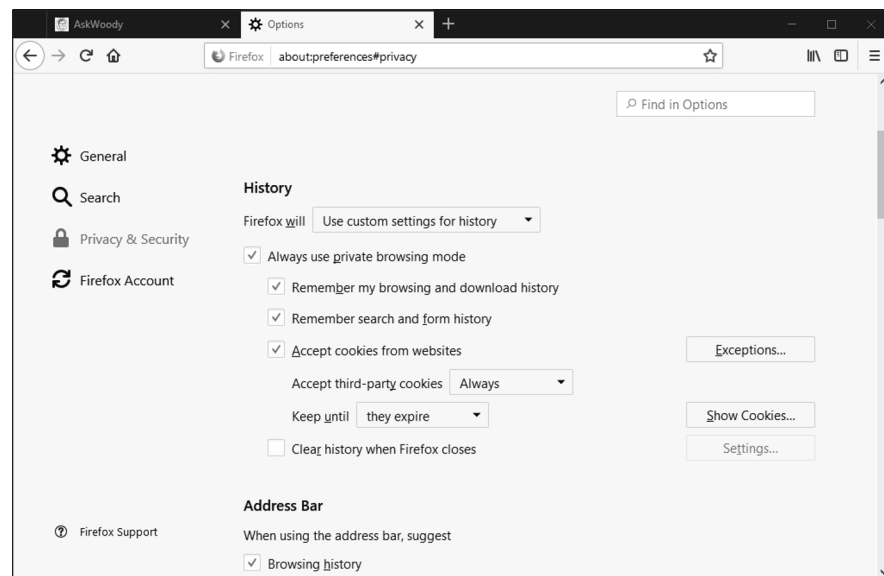 AskWoody Options
Firefox about:preferences#privacy
Find in Options
General
Search
Privacy & Security
Firefox Account
History
Firefox will Use custom settings for history
Always use private browsing mode
Remember my browsing and download history
Remember search and form history
Accept cookies from websites Exceptions...
Accept third-party cookies Always
Keep until they expire Show Cookies...
Clear history when Firefox closes Settings...
Address Bar
Firefox Support
When using the address bar, suggest
Browsing history